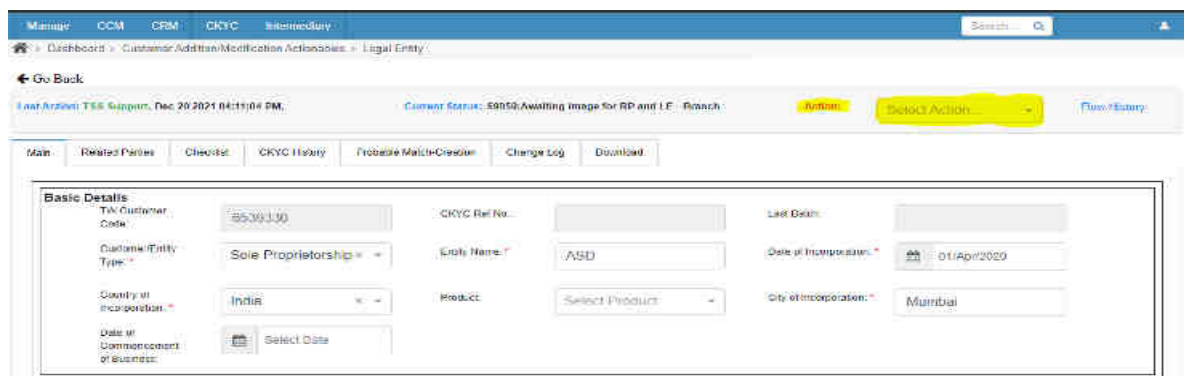 Manage CCM CRM CKYC Intermediary Search...
Dashboard > Customer Addition/Modification Actionables > Legal Entity
Go Back
Last Action: TSS Support, Dec 20 2021 04:11:04 PM, Current Status: 59059:Awaiting image for RP and LE - Branch Action: Select Action... Flow History
Main Related Parties Checklist CKYC History Probable Match-Creation Change Log Download
Basic Details
TW Customer Code: CKYC Ref No.: Last Batch:
Customer/Entity Type: * Sole Proprietorship × Entity Name: * ASD Date of Incorporation: * 01/Apr/2020
Country of Incorporation: * India × Product: Select Product City of Incorporation: * Mumbai
Date of Commencement of Business: Select Date